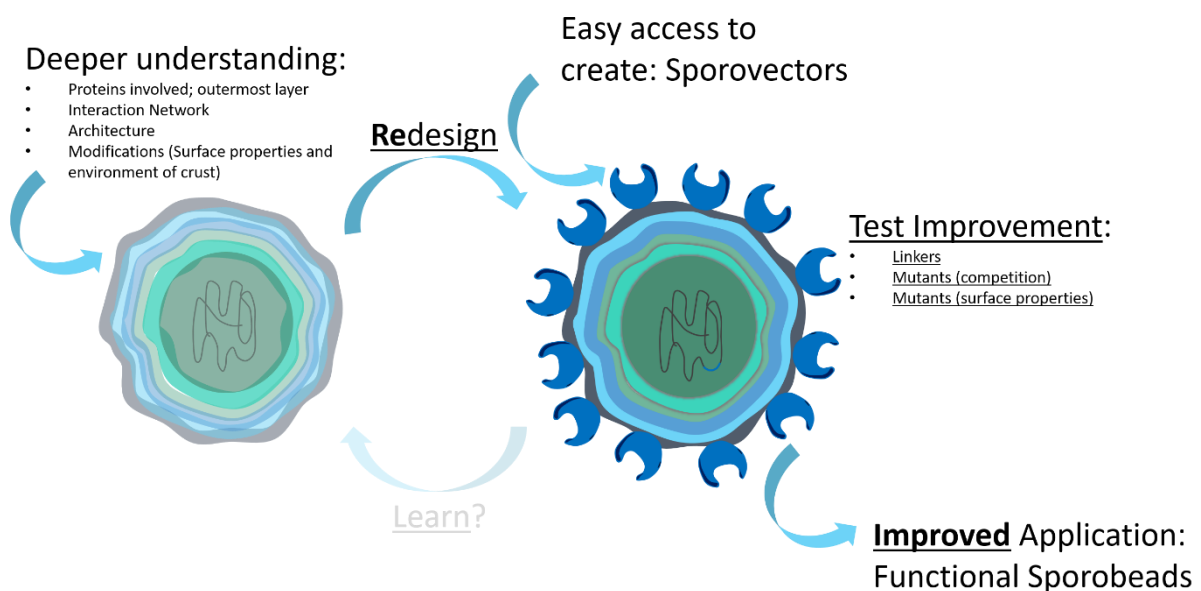 Deeper understanding:
• Proteins involved; outermost layer
• Interaction Network
• Architecture
• Modifications (Surface properties and
environment of crust)
Redesign
Easy access to
create: Sporovectors
Test Improvement:
• Linkers
• Mutants (competition)
• Mutants (surface properties)
Learn?
Improved Application:
Functional Sporobeads